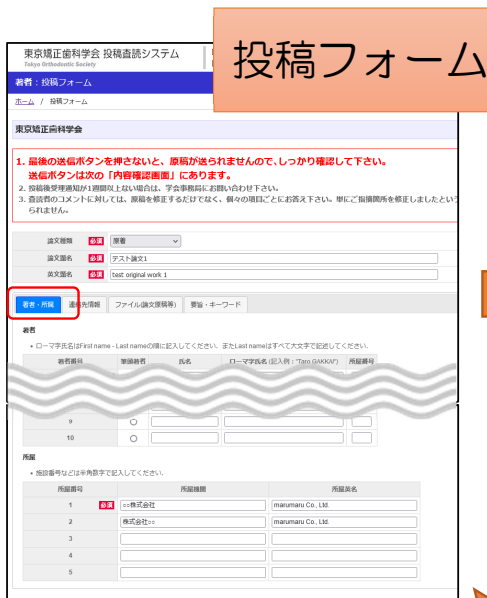 投稿フォーム
東京矯正歯科学会 投稿査読システム
Tokyo Orthodontic Society
著者：投稿フォーム
ホーム / 投稿フォーム
東京矯正歯科学会
1. 最後の送信ボタンを押さないと、原稿が送られませんので、しっかり確認して下さい。
送信ボタンは次の「内容確認画面」にあります。
2. 投稿後受理通知が1週間以上ない場合は、学会事務局にお問い合わせ下さい。
3. 査読者のコメントに対しては、原稿を修正するだけでなく、個々の項目ごとにお答え下さい。単にご指摘箇所を修正しましたとい
られません。
論文種類 必須 原著
論文題名 必須 テスト論文1
英文題名 必須 test original work 1
著者・所属 連絡先情報 ファイル(論文原稿等) 要旨・キーワード
著者
• ローマ字氏名はFirst name - Last nameの順に記入してください。またLast nameはすべて大文字で記述してください。
著者番号 筆頭著者 氏名 ローマ字氏名 (記入例："Taro GAKKAI") 所属番号
9
10
所属
• 施設番号などは半角数字で記入してください。
所属番号 所属機関 所属英名
1 必須 ○○株式会社 marumaru Co., Ltd.
2 株式会社○○ marumaru Co., Ltd.
3
4
5